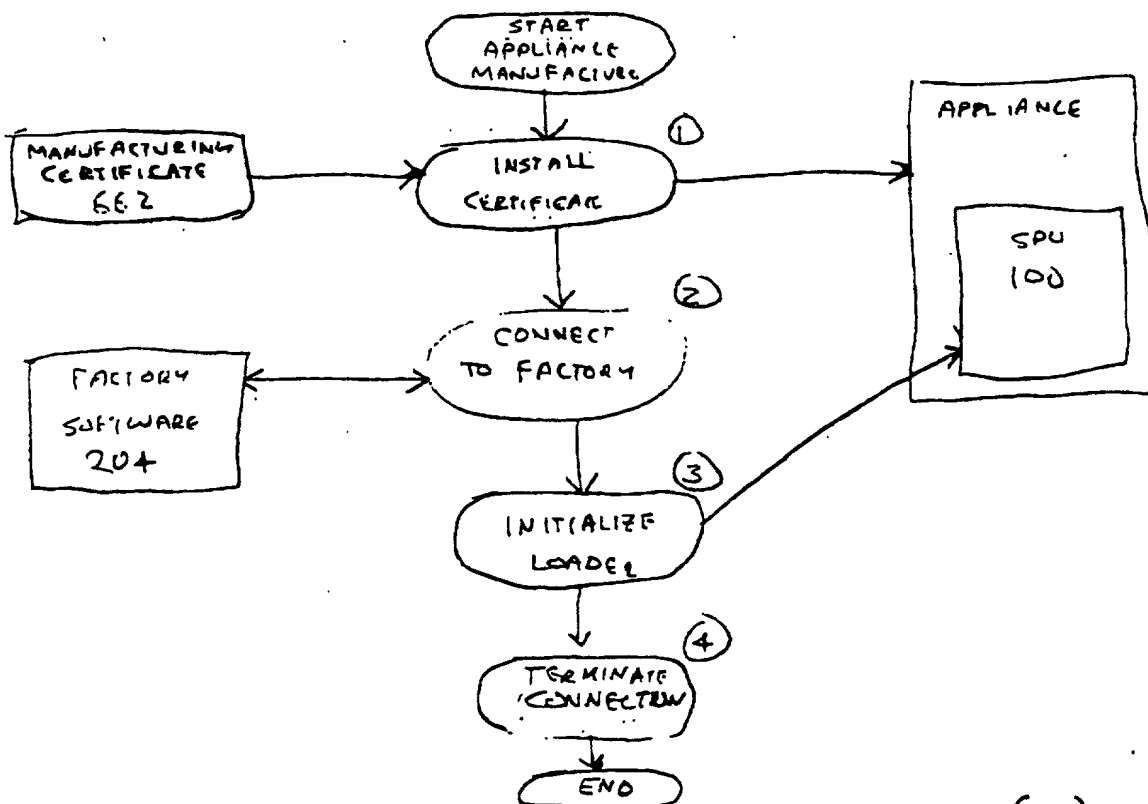 START
APPLIANCE
MANUFACTURE
①
APPLIANCE
MANUFACTURING
CERTIFICATE
INSTALL
CERTIFICATE
SPU
100
②
CONNECT
TO FACTORY
FACTORY
SOFTWARE
204
③
INITIALIZE
LOADER
④
TERMINATE
CONNECTION
END